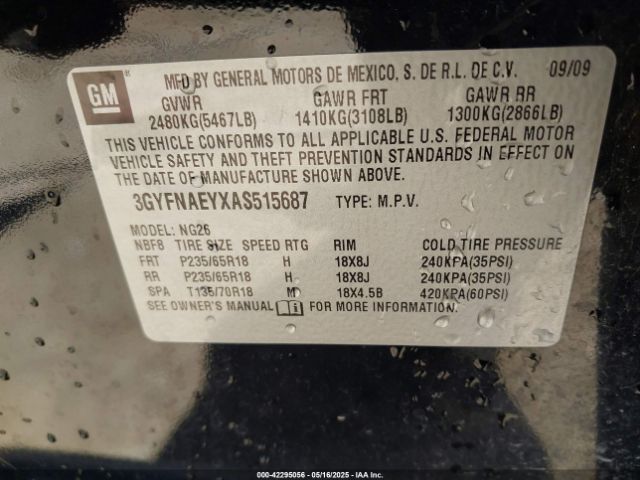 GM
MFD BY GENERAL MOTORS DE MEXICO, S. DE R.L. DE C.V. 09/09
GVWR GAWR FRT GAWR RR
2480KG(5467LB) 1410KG(3108LB) 1300KG(2866LB)
THIS VEHICLE CONFORMS TO ALL APPLICABLE U.S. FEDERAL MOTOR
VEHICLE SAFETY AND THEFT PREVENTION STANDARDS IN EFFECT ON
THE DATE OF MANUFACTURE SHOWN ABOVE.
3GYFNAEYXAS515687 TYPE: M.P.V.
MODEL: NG26
NBF8 TIRE SIZE SPEED RTG RIM COLD TIRE PRESSURE
FRT P235/65R18 H 18X8J 240KPA(35PSI)
RR P235/65R18 H 18X8J 240KPA(35PSI)
SPA T135/70R18 M 18X4.5B 420KPA(60PSI)
SEE OWNER'S MANUAL FOR MORE INFORMATION.
000-42295056 - 05/16/2025 - WWW.IAAI.COM